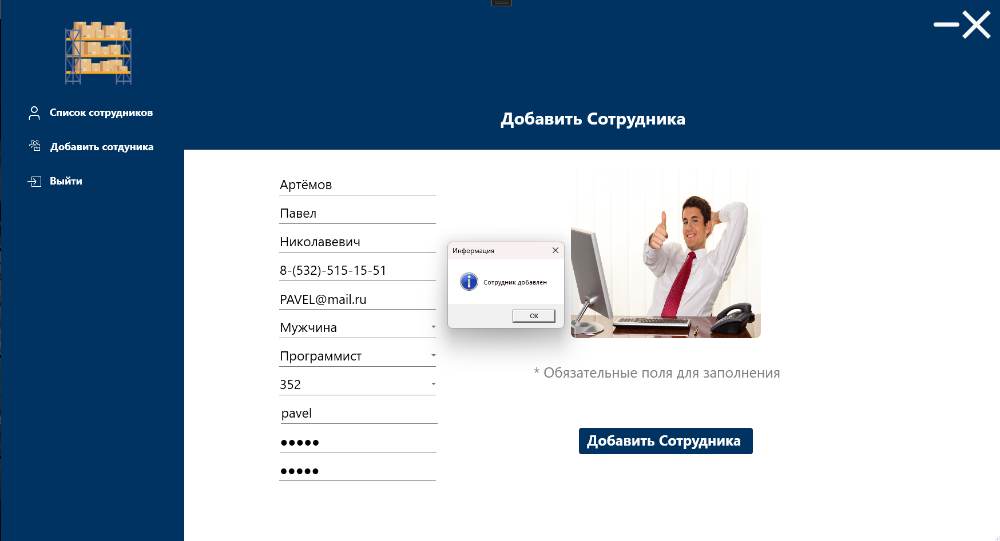 Список сотрудников
Добавить сотдуника
Выйти
Добавить Сотрудника
Артёмов
Павел
Николавевич
8-(532)-515-15-51
PAVEL@mail.ru
Мужчина
Программист
352
pavel
●●●●●
●●●●●
Информация
Сотрудник добавлен
ОК
* Обязательные поля для заполнения
Добавить Сотрудника